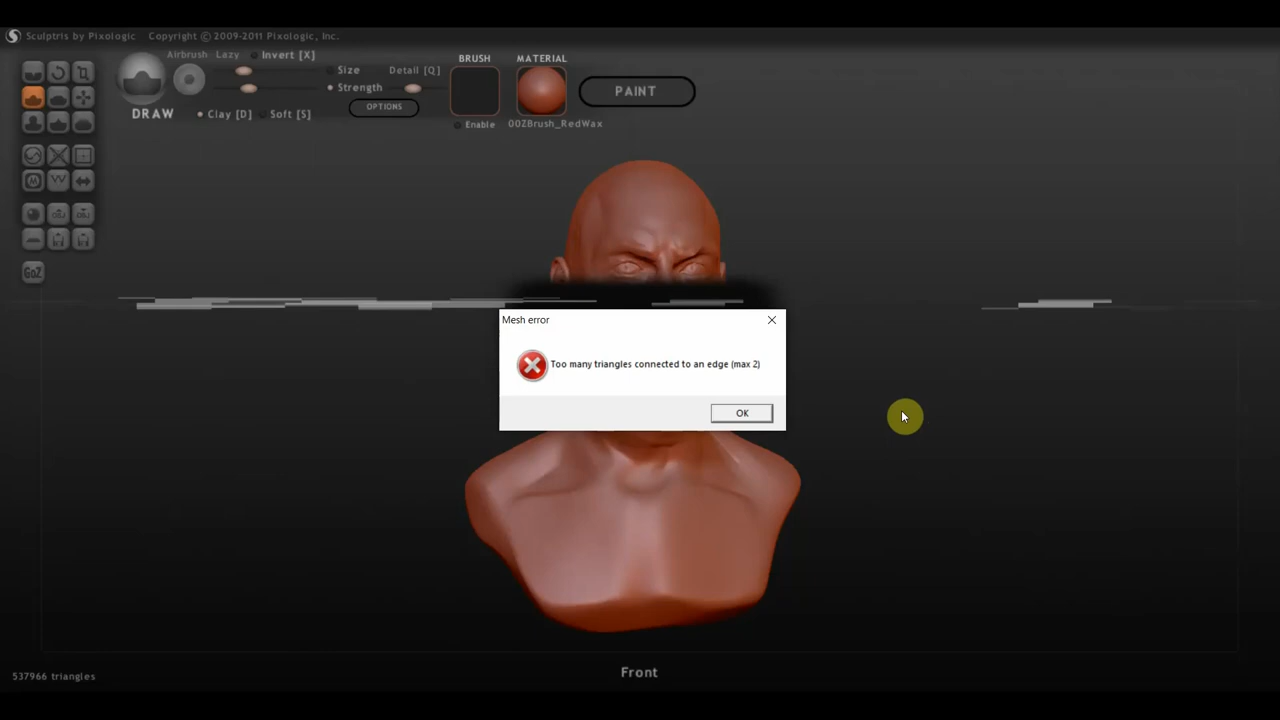 Sculptris by Pixologic Copyright © 2009-2011 Pixologic, Inc.
Airbrush Lazy Invert [X]
BRUSH
MATERIAL
Size
Detail [Q]
Strength
PAINT
OPTIONS
DRAW
Clay [D] Soft [S]
Enable
00ZBrush_RedWax
OBJ
OBJ
GoZ
Mesh error
Too many triangles connected to an edge (max 2)
OK
537966 triangles
Front